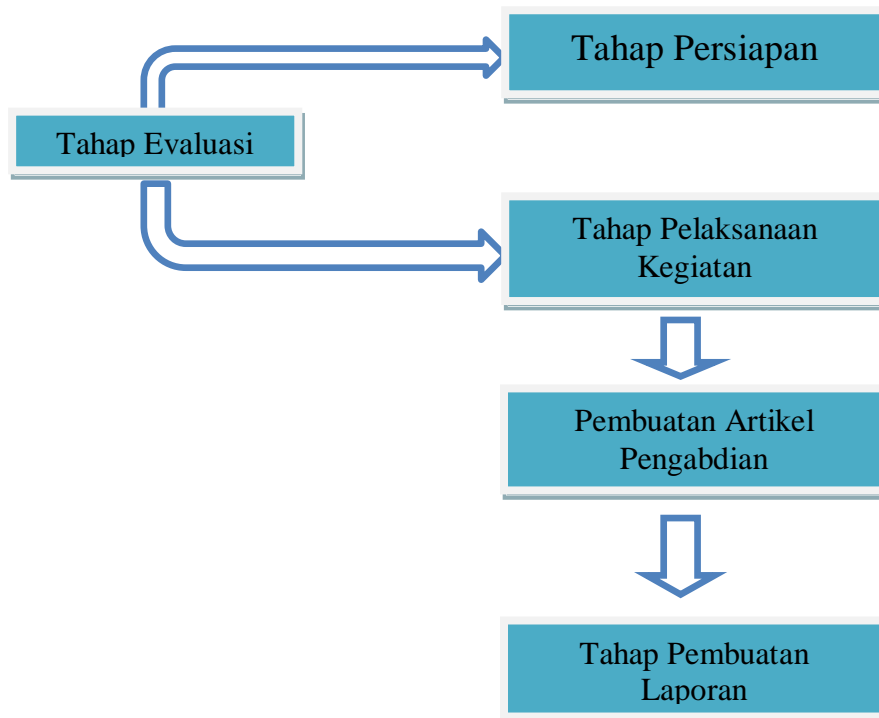 Tahap Persiapan
Tahap Evaluasi
Tahap Pelaksanaan
Kegiatan
Pembuatan Artikel
Pengabdian
Tahap Pembuatan
Laporan